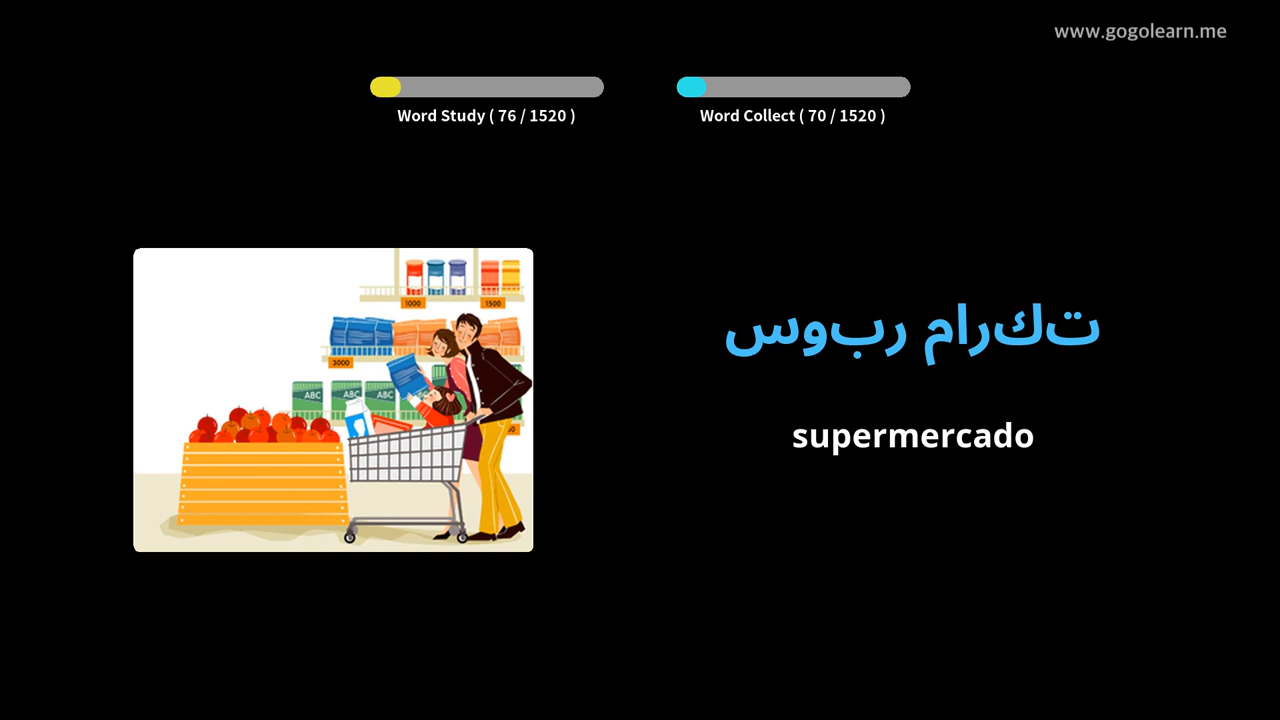 www.gogolearn.me
Word Study ( 76 / 1520 )
Word Collect ( 70 / 1520 )
1000
1500
3000
ABC
ABC
ABC
تكرام ربوس
supermercado